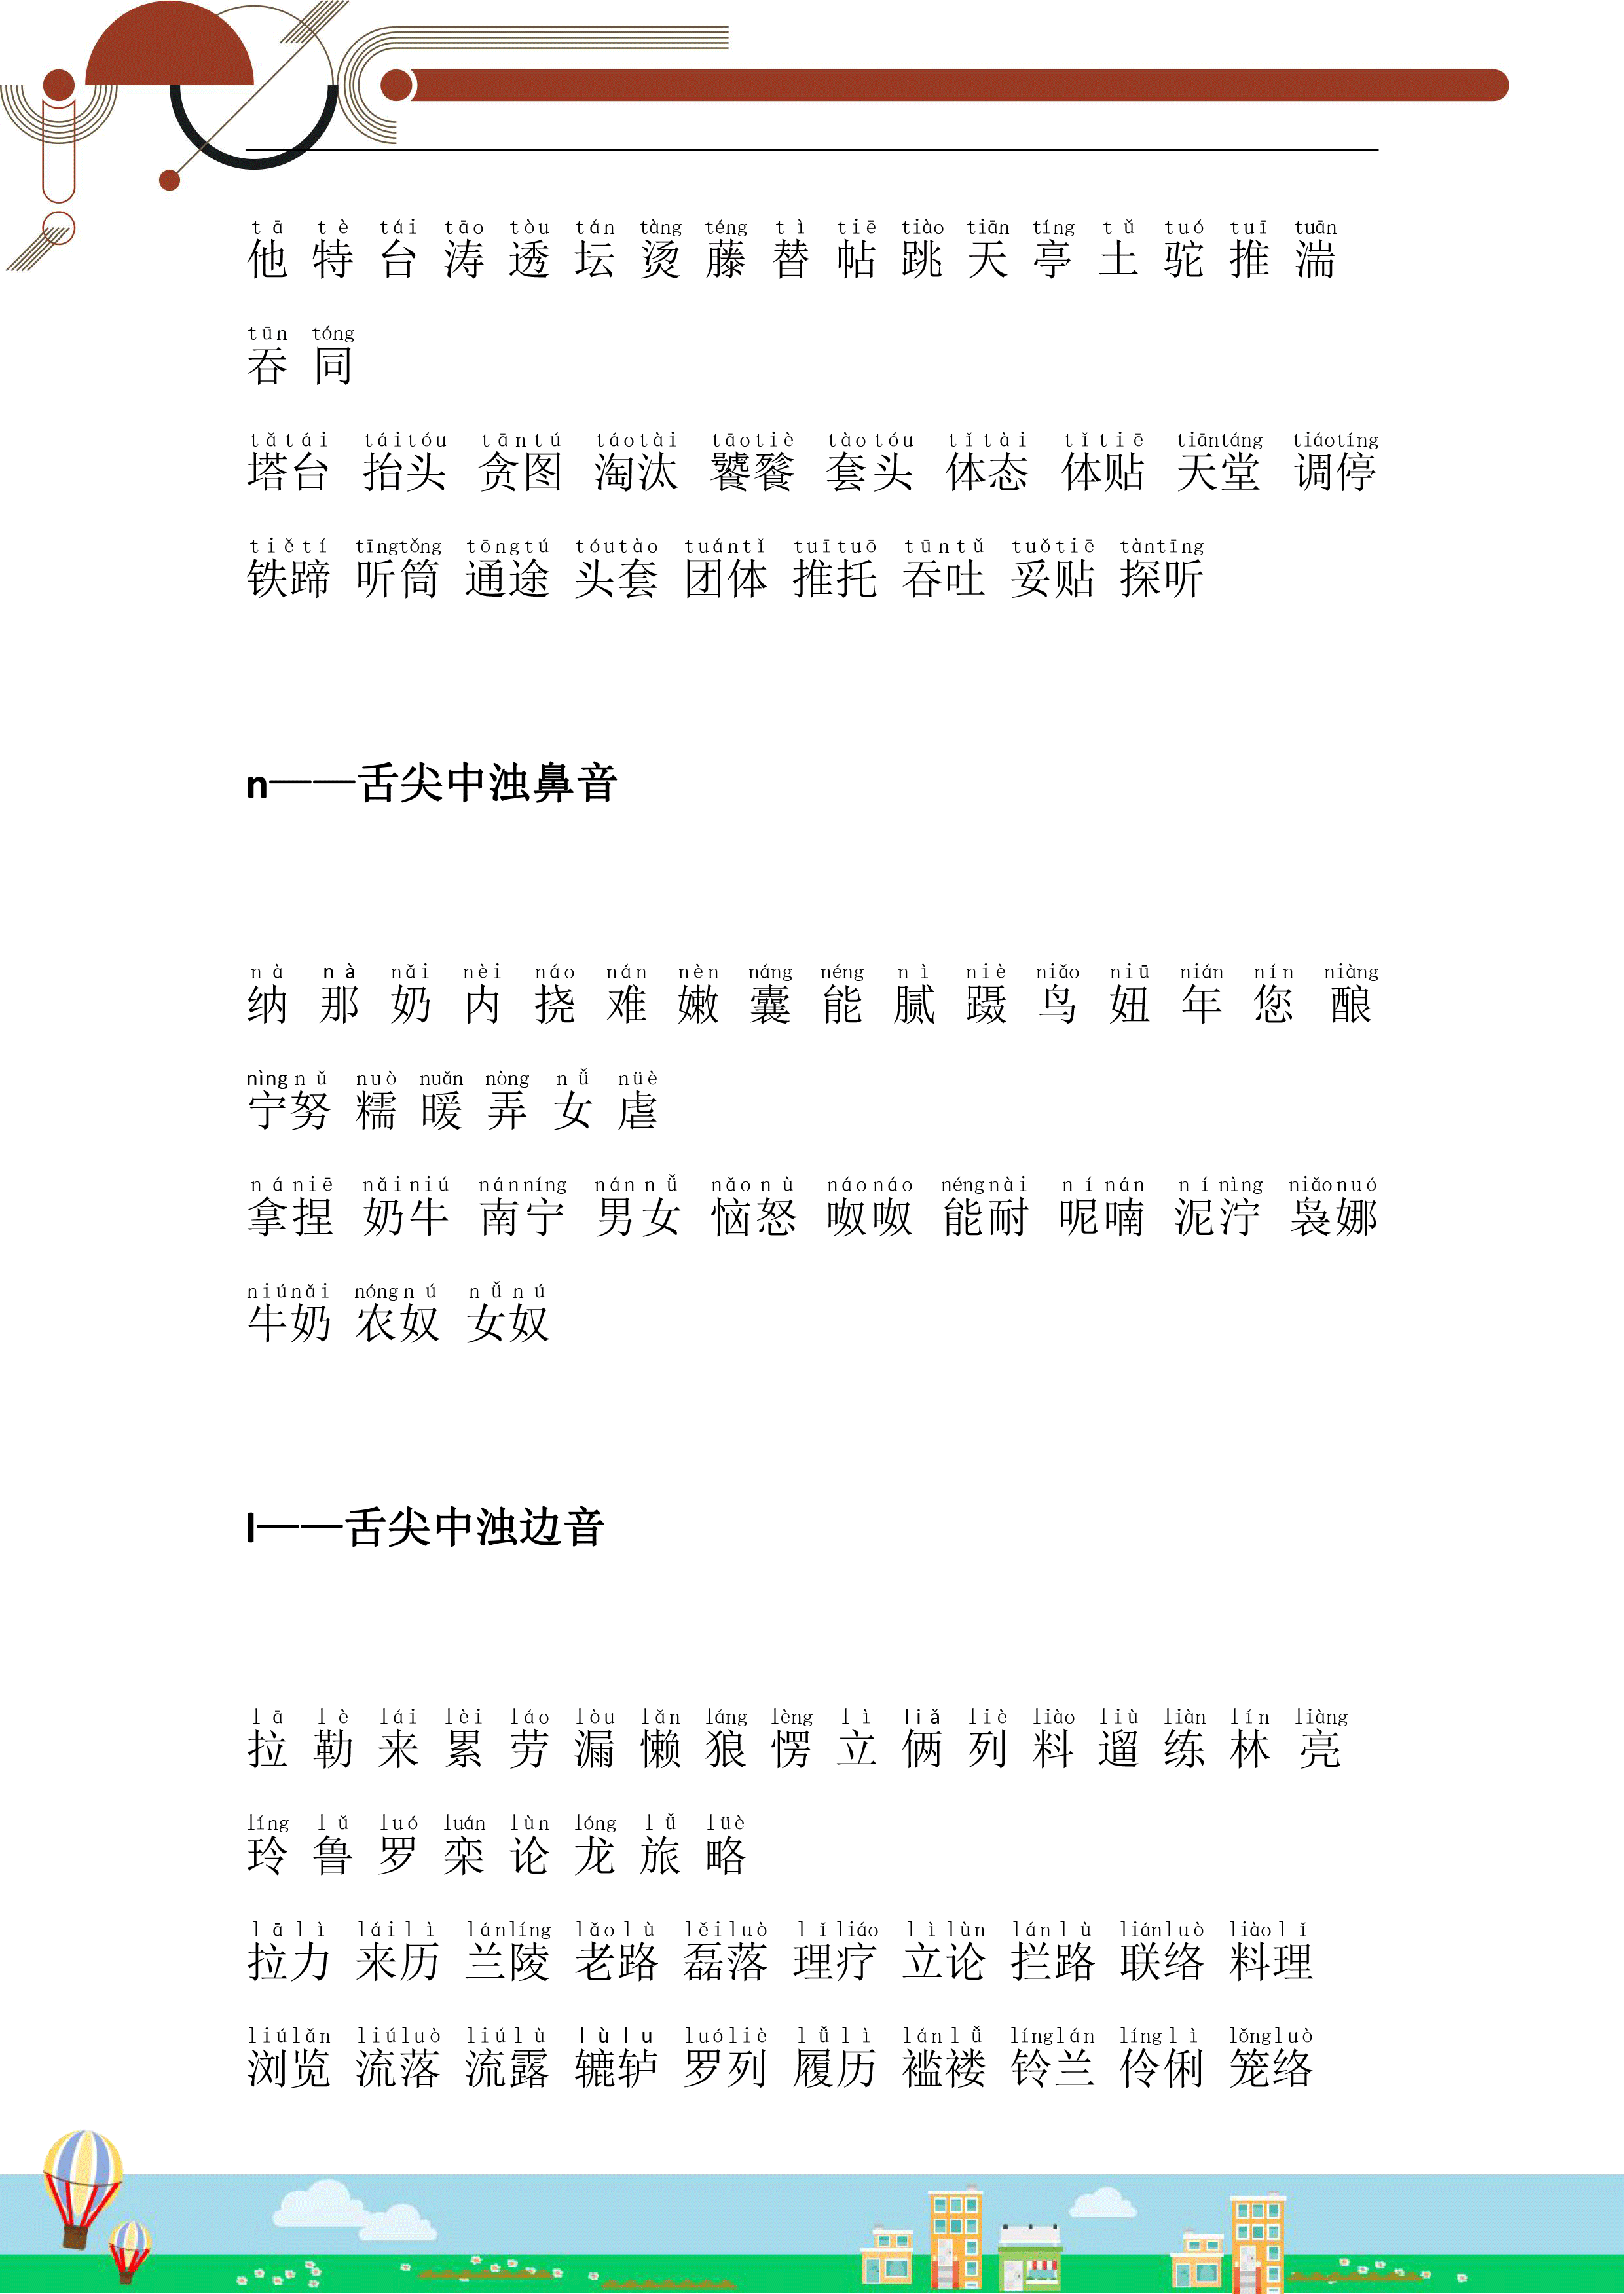 tā tè tái tāo tòu tán tàng téng tì tiē tiào tiān tíng tǔ tuó tuī tuān
他 特 台 涛 透 坛 烫 藤 替 帖 跳 天 亭 土 驼 推 湍
tūn tóng
吞 同
tǎtái táitóu tāntú táotài tāotiè tàotóu tǐtài tǐtiē tiāntáng tiáotíng
塔台 抬头 贪图 淘汰 饕餮 套头 体态 体贴 天堂 调停
tiětí tīngtǒng tōngtú tóutào tuántǐ tuītuō tūntǔ tuǒtiē tàntīng
铁蹄 听筒 通途 头套 团体 推托 吞吐 妥贴 探听
n——舌尖中浊鼻音
nà nà nǎi nèi náo nán nèn náng néng nì niè niǎo niū nián nín niàng
纳 那 奶 内 挠 难 嫩 囊 能 腻 蹑 鸟 妞 年 您 酿
nìng nǔ nuò nuǎn nòng nǚ nüè
宁努 糯 暖 弄 女 虐
nániē nǎiniú nánníng nánnǚ nǎonù náonáo néngnài nínán nínìng niǎonuó
拿捏 奶牛 南宁 男女 恼怒 呶呶 能耐 呢喃 泥泞 袅娜
niúnǎi nóngnú nǚnú
牛奶 农奴 女奴
l——舌尖中浊边音
lā lè lái lèi láo lòu lǎn láng lèng lì liǎ liè liào liù liàn lín liàng
拉 勒 来 累 劳 漏 懒 狼 愣 立 俩 列 料 遛 练 林 亮
líng lǔ luó luán lùn lóng lǚ lüè
玲 鲁 罗 栾 论 龙 旅 略
lālì láilì lánlíng lǎolù lěiluò lǐliáo lìlùn lánlù liánluò liàolǐ
拉力 来历 兰陵 老路 磊落 理疗 立论 拦路 联络 料理
liúlǎn liúluò liúlù lùlu luóliè lǚlì lánlǚ línglán línglì lǒngluò
浏览 流落 流露 辘轳 罗列 履历 褴褛 铃兰 伶俐 笼络